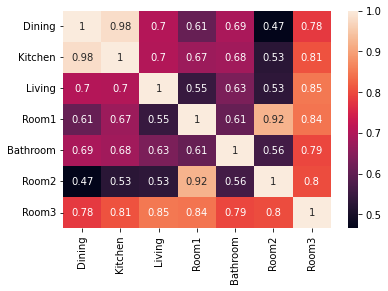 Dining 1 0.98 0.7 0.61 0.69 0.47 0.78
Kitchen 0.98 1 0.7 0.67 0.68 0.53 0.81
Living 0.7 0.7 1 0.55 0.63 0.53 0.85
Room1 0.61 0.67 0.55 1 0.61 0.92 0.84
Bathroom 0.69 0.68 0.63 0.61 1 0.56 0.79
Room2 0.47 0.53 0.53 0.92 0.56 1 0.8
Room3 0.78 0.81 0.85 0.84 0.79 0.8 1
Dining Kitchen Living Room1 Bathroom Room2 Room3
1.0
0.9
0.8
0.7
0.6
0.5